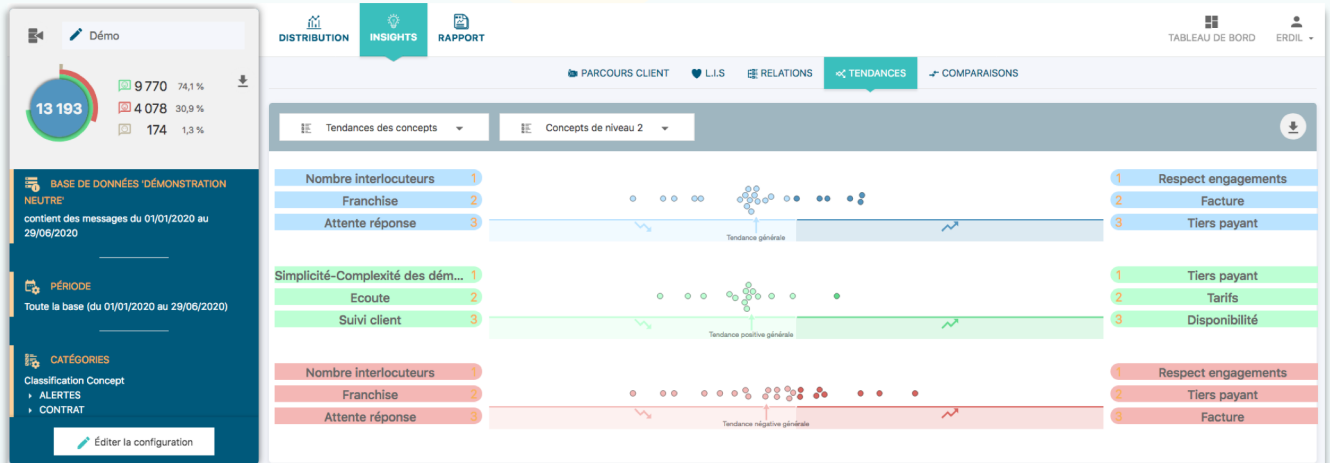 Démo
13 193
9 770 74,1 %
4 078 30,9 %
174 1,3 %
BASE DE DONNÉES 'DÉMONSTRATION
NEUTRE'
contient des messages du 01/01/2020 au
29/06/2020
PÉRIODE
Toute la base (du 01/01/2020 au 29/06/2020)
CATÉGORIES
Classification Concept
ALERTES
CONTRAT
Éditer la configuration
DISTRIBUTION
INSIGHTS
RAPPORT
TABLEAU DE BORD
ERDIL
PARCOURS CLIENT
L.I.S
RELATIONS
TENDANCES
COMPARAISONS
Tendances des concepts
Concepts de niveau 2
Nombre interlocuteurs 1
Franchise 2
Attente réponse 3
Tendance générale
1 Respect engagements
2 Facture
3 Tiers payant
Simplicité-Complexité des dém... 1
Ecoute 2
Suivi client 3
Tendance positive générale
1 Tiers payant
2 Tarifs
3 Disponibilité
Nombre interlocuteurs 1
Franchise 2
Attente réponse 3
Tendance négative générale
1 Respect engagements
2 Tiers payant
3 Facture